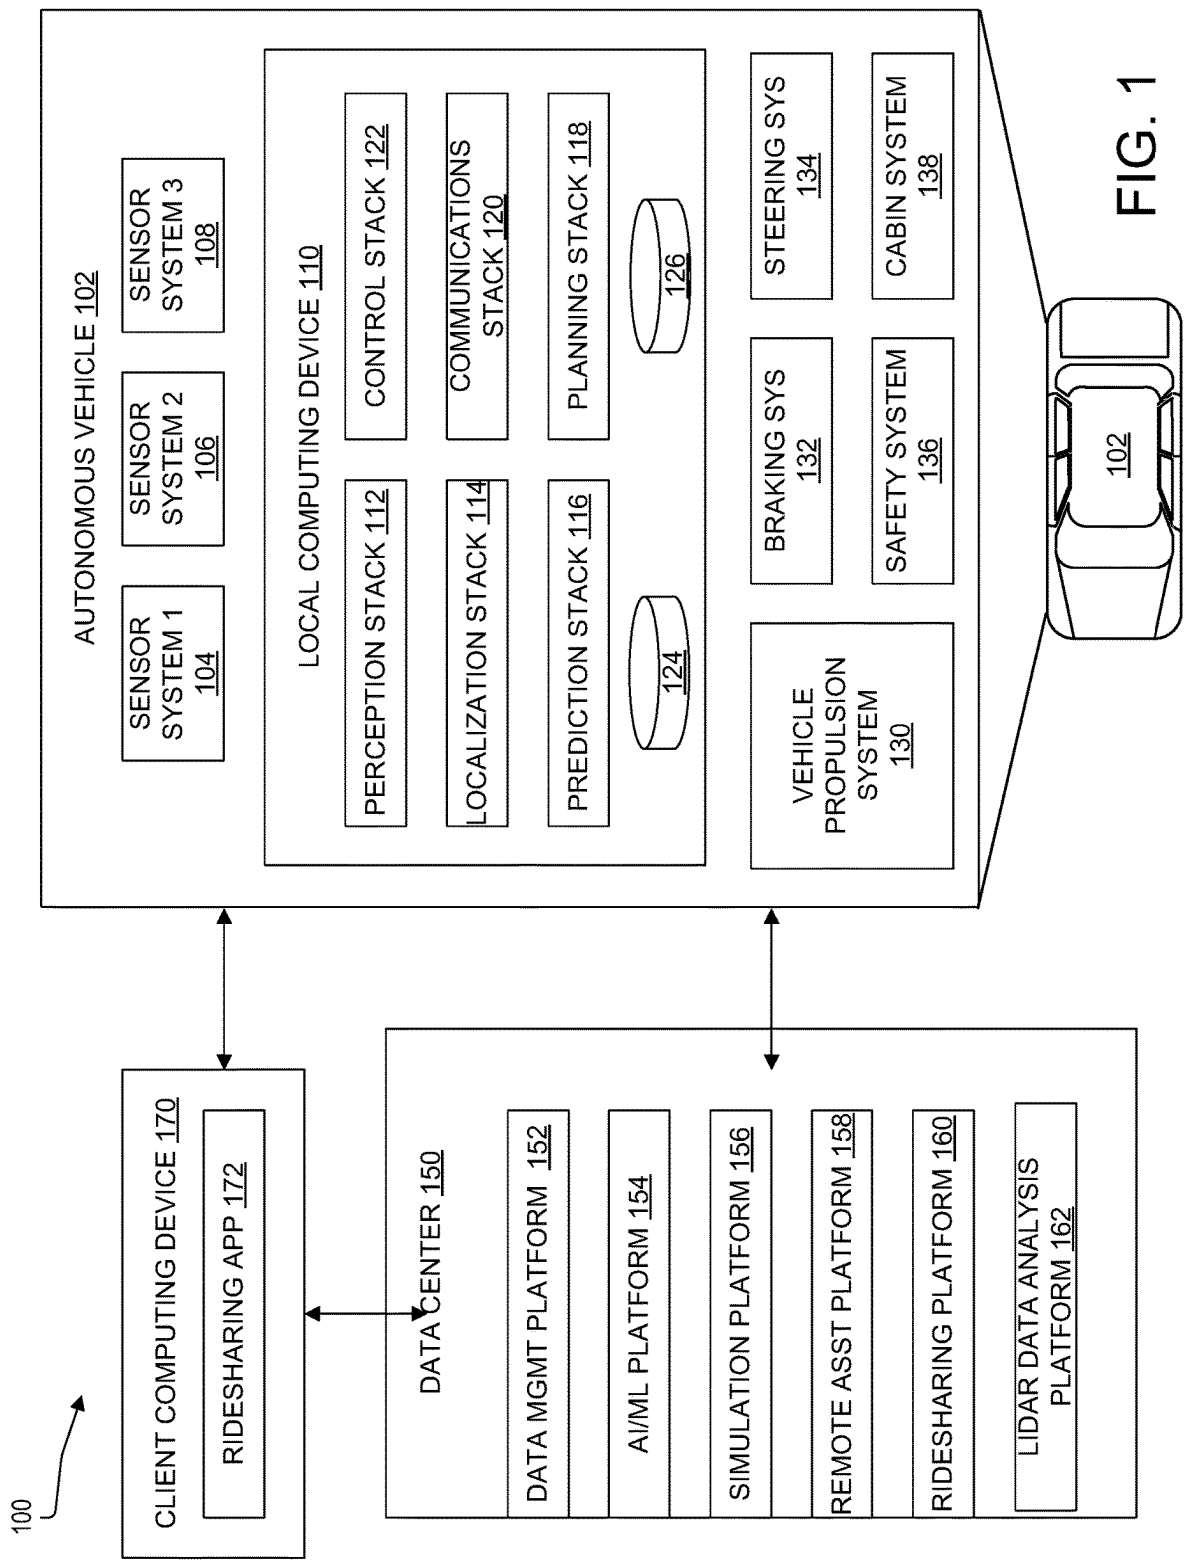 100
CLIENT COMPUTING DEVICE 170
RIDESHARING APP 172
DATA CENTER 150
DATA MGMT PLATFORM 152
AI/ML PLATFORM 154
SIMULATION PLATFORM 156
REMOTE ASST PLATFORM 158
RIDESHARING PLATFORM 160
LIDAR DATA ANALYSIS
PLATFORM 162
AUTONOMOUS VEHICLE 102
SENSOR
SYSTEM 1
104
SENSOR
SYSTEM 2
106
SENSOR
SYSTEM 3
108
LOCAL COMPUTING DEVICE 110
PERCEPTION STACK 112
CONTROL STACK 122
LOCALIZATION STACK 114
COMMUNICATIONS
STACK 120
PREDICTION STACK 116
PLANNING STACK 118
124
126
VEHICLE
PROPULSION
SYSTEM
130
BRAKING SYS
132
STEERING SYS
134
SAFETY SYSTEM
136
CABIN SYSTEM
138
102
FIG. 1